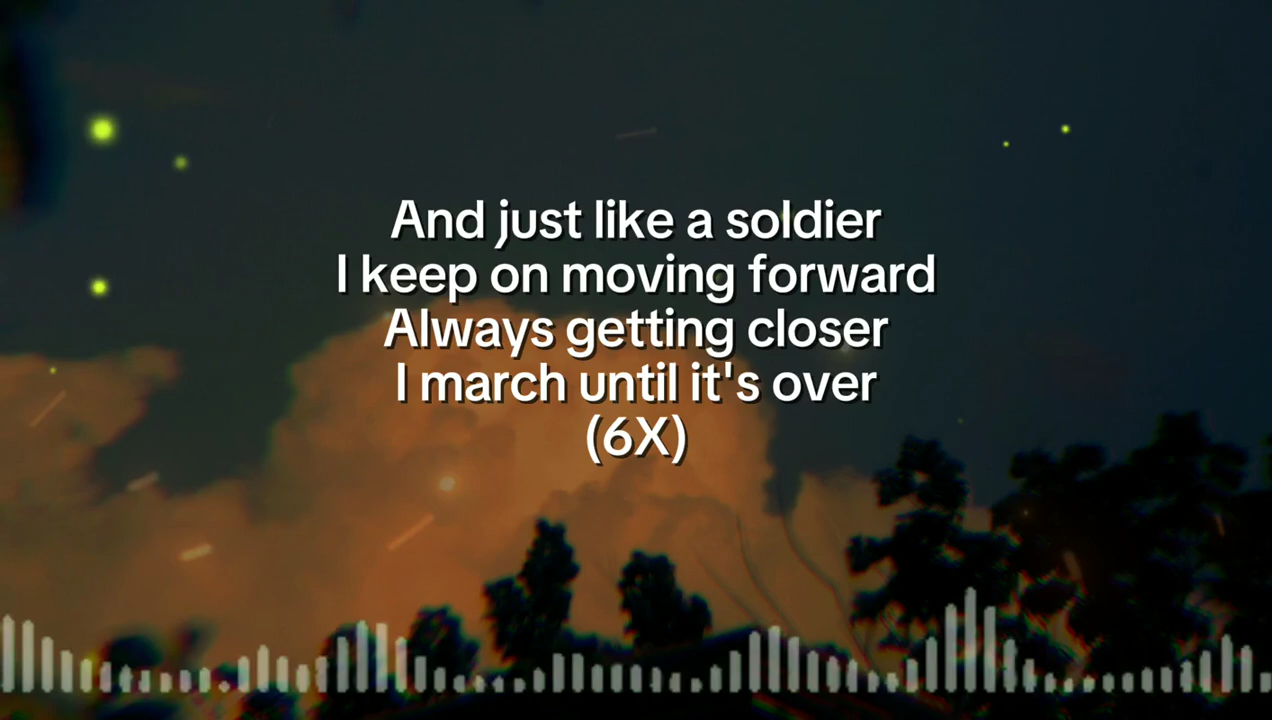 And just like a soldier
I keep on moving forward
Always getting closer
I march until it's over
(6X)